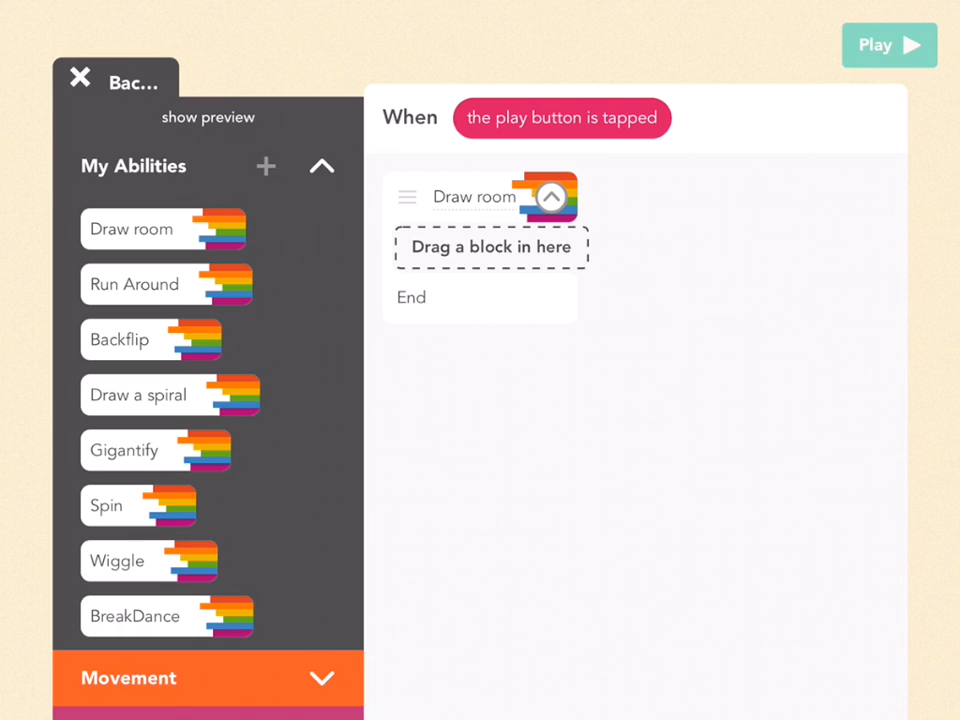 Play
Bac...
show preview
When the play button is tapped
My Abilities
Draw room
Run Around
Backflip
Draw a spiral
Gigantify
Spin
Wiggle
BreakDance
Movement
Draw room
Drag a block in here
End